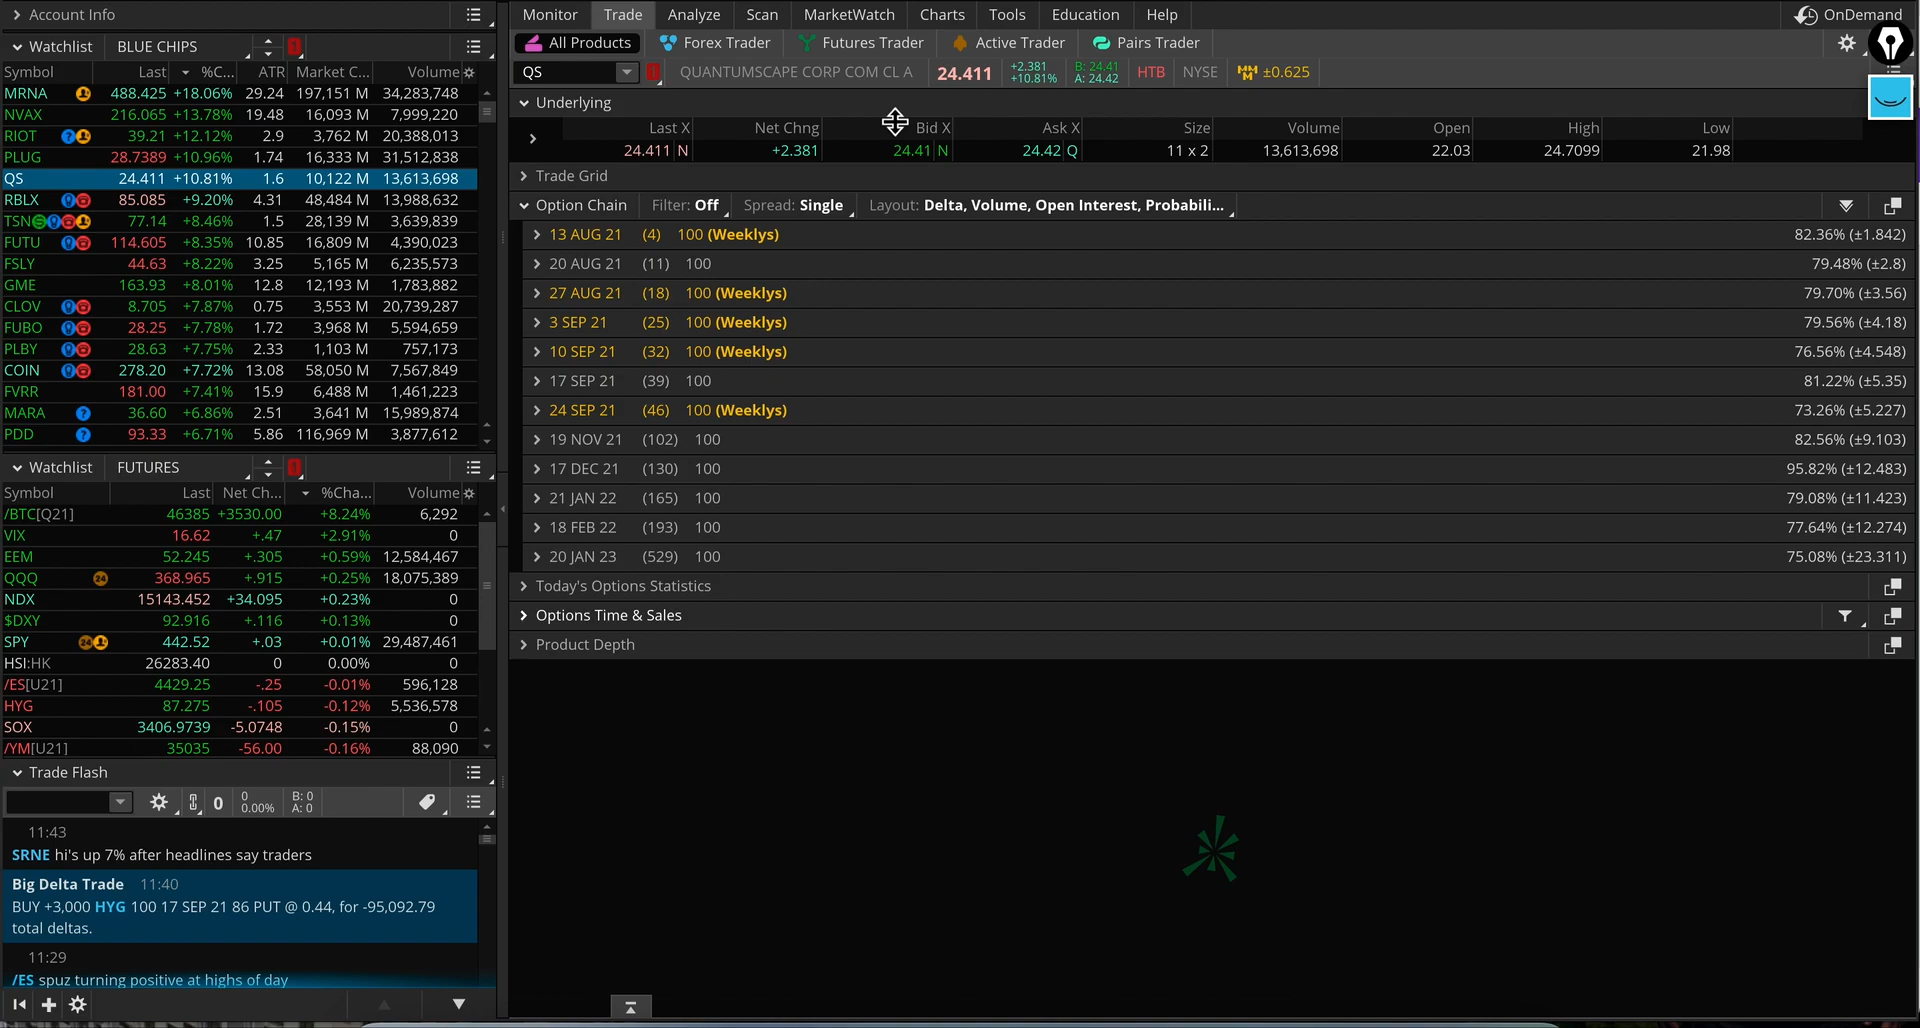 Account Info
Watchlist BLUE CHIPS 1
Symbol Last %C... ATR Market C... Volume
MRNA 488.425 +18.06% 29.24 197,151 M 34,283,748
NVAX 216.065 +13.78% 19.48 16,093 M 7,999,220
RIOT 39.21 +12.12% 2.9 3,762 M 20,388,013
PLUG 28.7389 +10.96% 1.74 16,333 M 31,512,838
QS 24.411 +10.81% 1.6 10,122 M 13,613,698
RBLX 85.085 +9.20% 4.31 48,484 M 13,988,632
TSN 77.14 +8.46% 1.5 28,139 M 3,639,839
FUTU 114.605 +8.35% 10.85 16,809 M 4,390,023
FSLY 44.63 +8.22% 3.25 5,165 M 6,235,573
GME 163.93 +8.01% 12.8 12,193 M 1,783,882
CLOV 8.705 +7.87% 0.75 3,553 M 20,739,287
FUBO 28.25 +7.78% 1.72 3,968 M 5,594,659
PLBY 28.63 +7.75% 2.33 1,103 M 757,173
COIN 278.20 +7.72% 13.08 58,050 M 7,567,849
FVRR 181.00 +7.41% 15.9 6,488 M 1,461,223
MARA 36.60 +6.86% 2.51 3,641 M 15,989,874
PDD 93.33 +6.71% 5.86 116,969 M 3,877,612
Watchlist FUTURES 1
Symbol Last Net Ch... %Cha... Volume
/BTC[Q21] 46385 +3530.00 +8.24% 6,292
VIX 16.62 +.47 +2.91% 0
EEM 52.245 +.305 +0.59% 12,584,467
QQQ 24 368.965 +.915 +0.25% 18,075,389
NDX 15143.452 +34.095 +0.23% 0
$DXY 92.916 +.116 +0.13% 0
SPY 24 442.52 +.03 +0.01% 29,487,461
HSI:HK 26283.40 0 0.00% 0
/ES[U21] 4429.25 -.25 -0.01% 596,128
HYG 87.275 -.105 -0.12% 5,536,578
SOX 3406.9739 -5.0748 -0.15% 0
/YM[U21] 35035 -56.00 -0.16% 88,090
Trade Flash
0 0 0.00% B: 0 A: 0
11:43
SRNE hi's up 7% after headlines say traders
Big Delta Trade 11:40
BUY +3,000 HYG 100 17 SEP 21 86 PUT @ 0.44, for -95,092.79
total deltas.
11:29
/ES spuz turning positive at highs of day
Monitor Trade Analyze Scan MarketWatch Charts Tools Education Help OnDemand
All Products Forex Trader Futures Trader Active Trader Pairs Trader
QS 1 QUANTUMSCAPE CORP COM CL A 24.411 +2.381 +10.81% B: 24.41 A: 24.42 HTB NYSE MMM ±0.625
Underlying
Last X Net Chng Bid X Ask X Size Volume Open High Low
24.411 N +2.381 24.41 N 24.42 Q 11 x 2 13,613,698 22.03 24.7099 21.98
Trade Grid
Option Chain Filter: Off Spread: Single Layout: Delta, Volume, Open Interest, Probabili...
13 AUG 21 (4) 100 (Weeklys) 82.36% (±1.842)
20 AUG 21 (11) 100 79.48% (±2.8)
27 AUG 21 (18) 100 (Weeklys) 79.70% (±3.56)
3 SEP 21 (25) 100 (Weeklys) 79.56% (±4.18)
10 SEP 21 (32) 100 (Weeklys) 76.56% (±4.548)
17 SEP 21 (39) 100 81.22% (±5.35)
24 SEP 21 (46) 100 (Weeklys) 73.26% (±5.227)
19 NOV 21 (102) 100 82.56% (±9.103)
17 DEC 21 (130) 100 95.82% (±12.483)
21 JAN 22 (165) 100 79.08% (±11.423)
18 FEB 22 (193) 100 77.64% (±12.274)
20 JAN 23 (529) 100 75.08% (±23.311)
Today's Options Statistics
Options Time & Sales
Product Depth